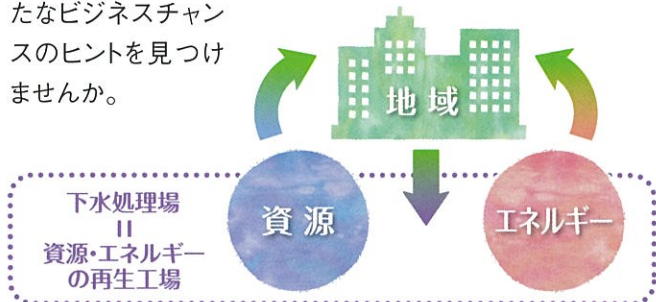 たなビジネスチャン
スのヒントを見つけ
ませんか。
地域
下水処理場
=
資源・エネルギー
の再生工場
資源
エネルギー